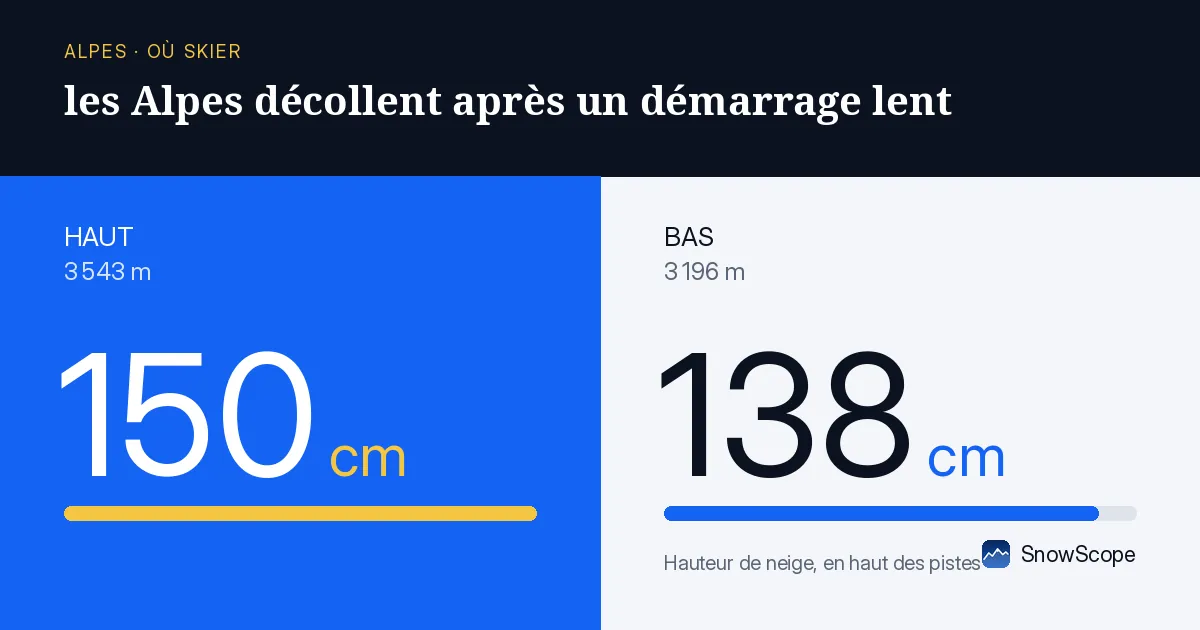 ALPES · OÙ SKIER
les Alpes décollent après un démarrage lent
HAUT
3 543 m
150 cm
BAS
3 196 m
138 cm
Hauteur de neige, en haut des pistes
SnowScope